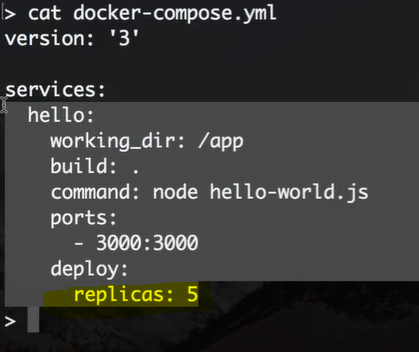 > cat docker-compose.yml
version: '3'

services:
  hello:
    working_dir: /app
    build: .
    command: node hello-world.js
    ports:
      - 3000:3000
    deploy:
      replicas: 5
>